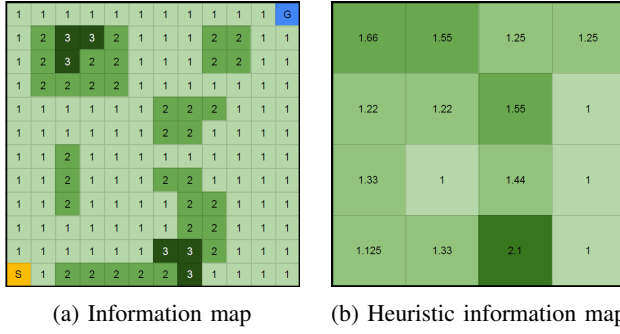 1 1 1 1 1 1 1 1 1 1 1 G
1 2 3 3 2 1 1 1 2 2 1 1
1 2 3 2 2 1 1 1 2 2 1 1
1 2 2 2 2 1 1 1 1 1 1 1
1 1 1 1 1 1 2 2 2 1 1 1
1 1 1 1 1 1 2 2 1 1 1 1
1 1 2 1 1 1 1 1 1 1 1 1
1 1 2 1 1 1 2 2 1 1 1 1
1 1 2 1 1 1 1 2 2 1 1 1
1 1 1 1 1 1 1 2 2 1 1 1
1 1 1 1 1 1 3 3 2 1 1 1
S 1 2 2 2 2 2 3 1 1 1 1
(a) Information map
1.66 1.55 1.25 1.25
1.22 1.22 1.55 1
1.33 1 1.44 1
1.125 1.33 2.1 1
(b) Heuristic information map